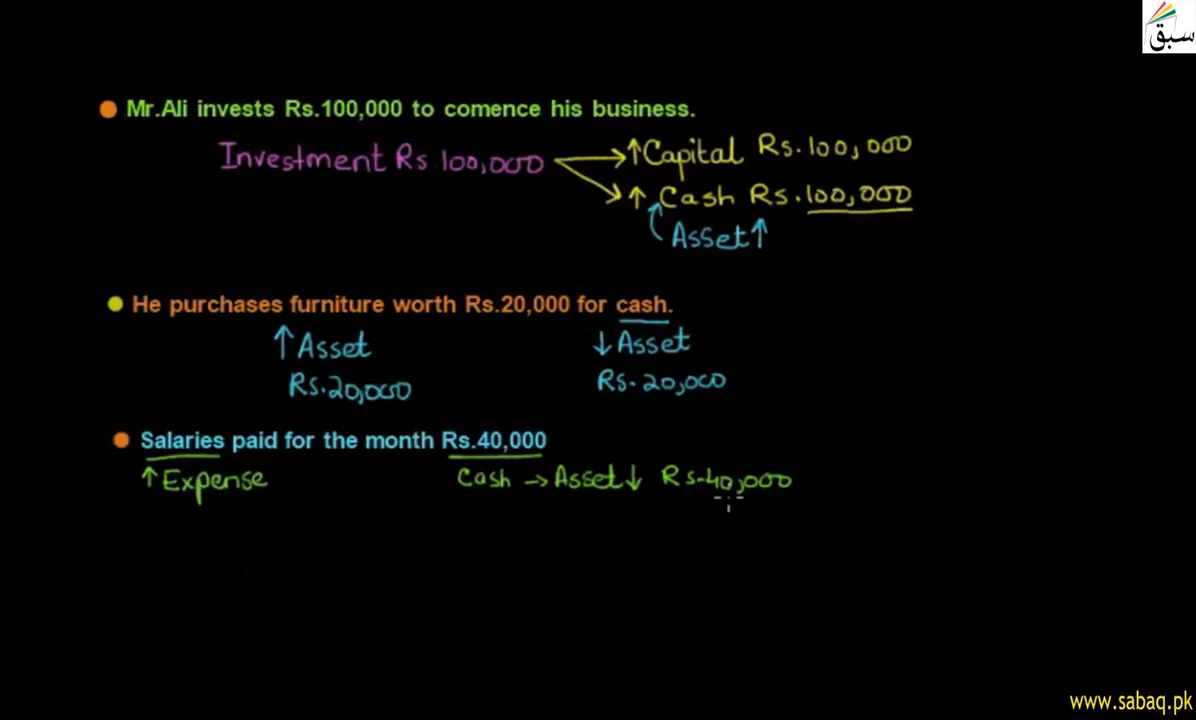 سبق
Mr.Ali invests Rs.100,000 to comence his business.
Investment Rs 100,000 ↑Capital Rs.100,000
↑ Cash Rs.100,000
Asset↑
He purchases furniture worth Rs.20,000 for cash.
↑Asset ↓Asset
Rs.20,000 Rs.20,000
Salaries paid for the month Rs.40,000
↑Expense Cash → Asset↓ Rs.40,000
www.sabaq.pk